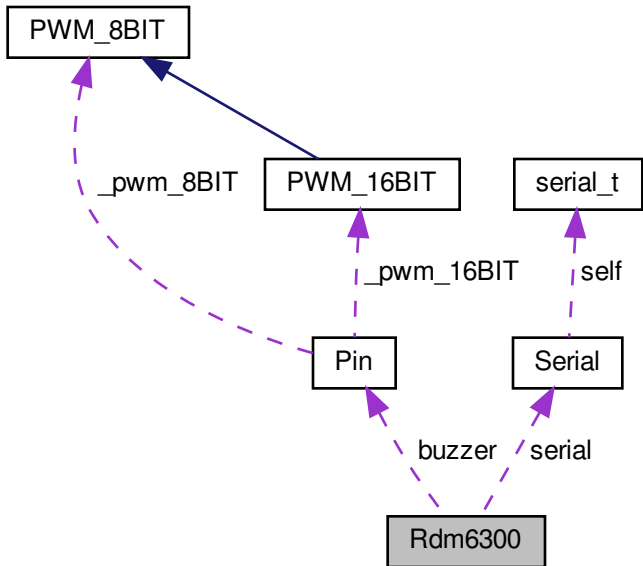 PWM_8BIT
_pwm_8BIT
PWM_16BIT
serial_t
_pwm_16BIT
self
Pin
Serial
buzzer
serial
Rdm6300